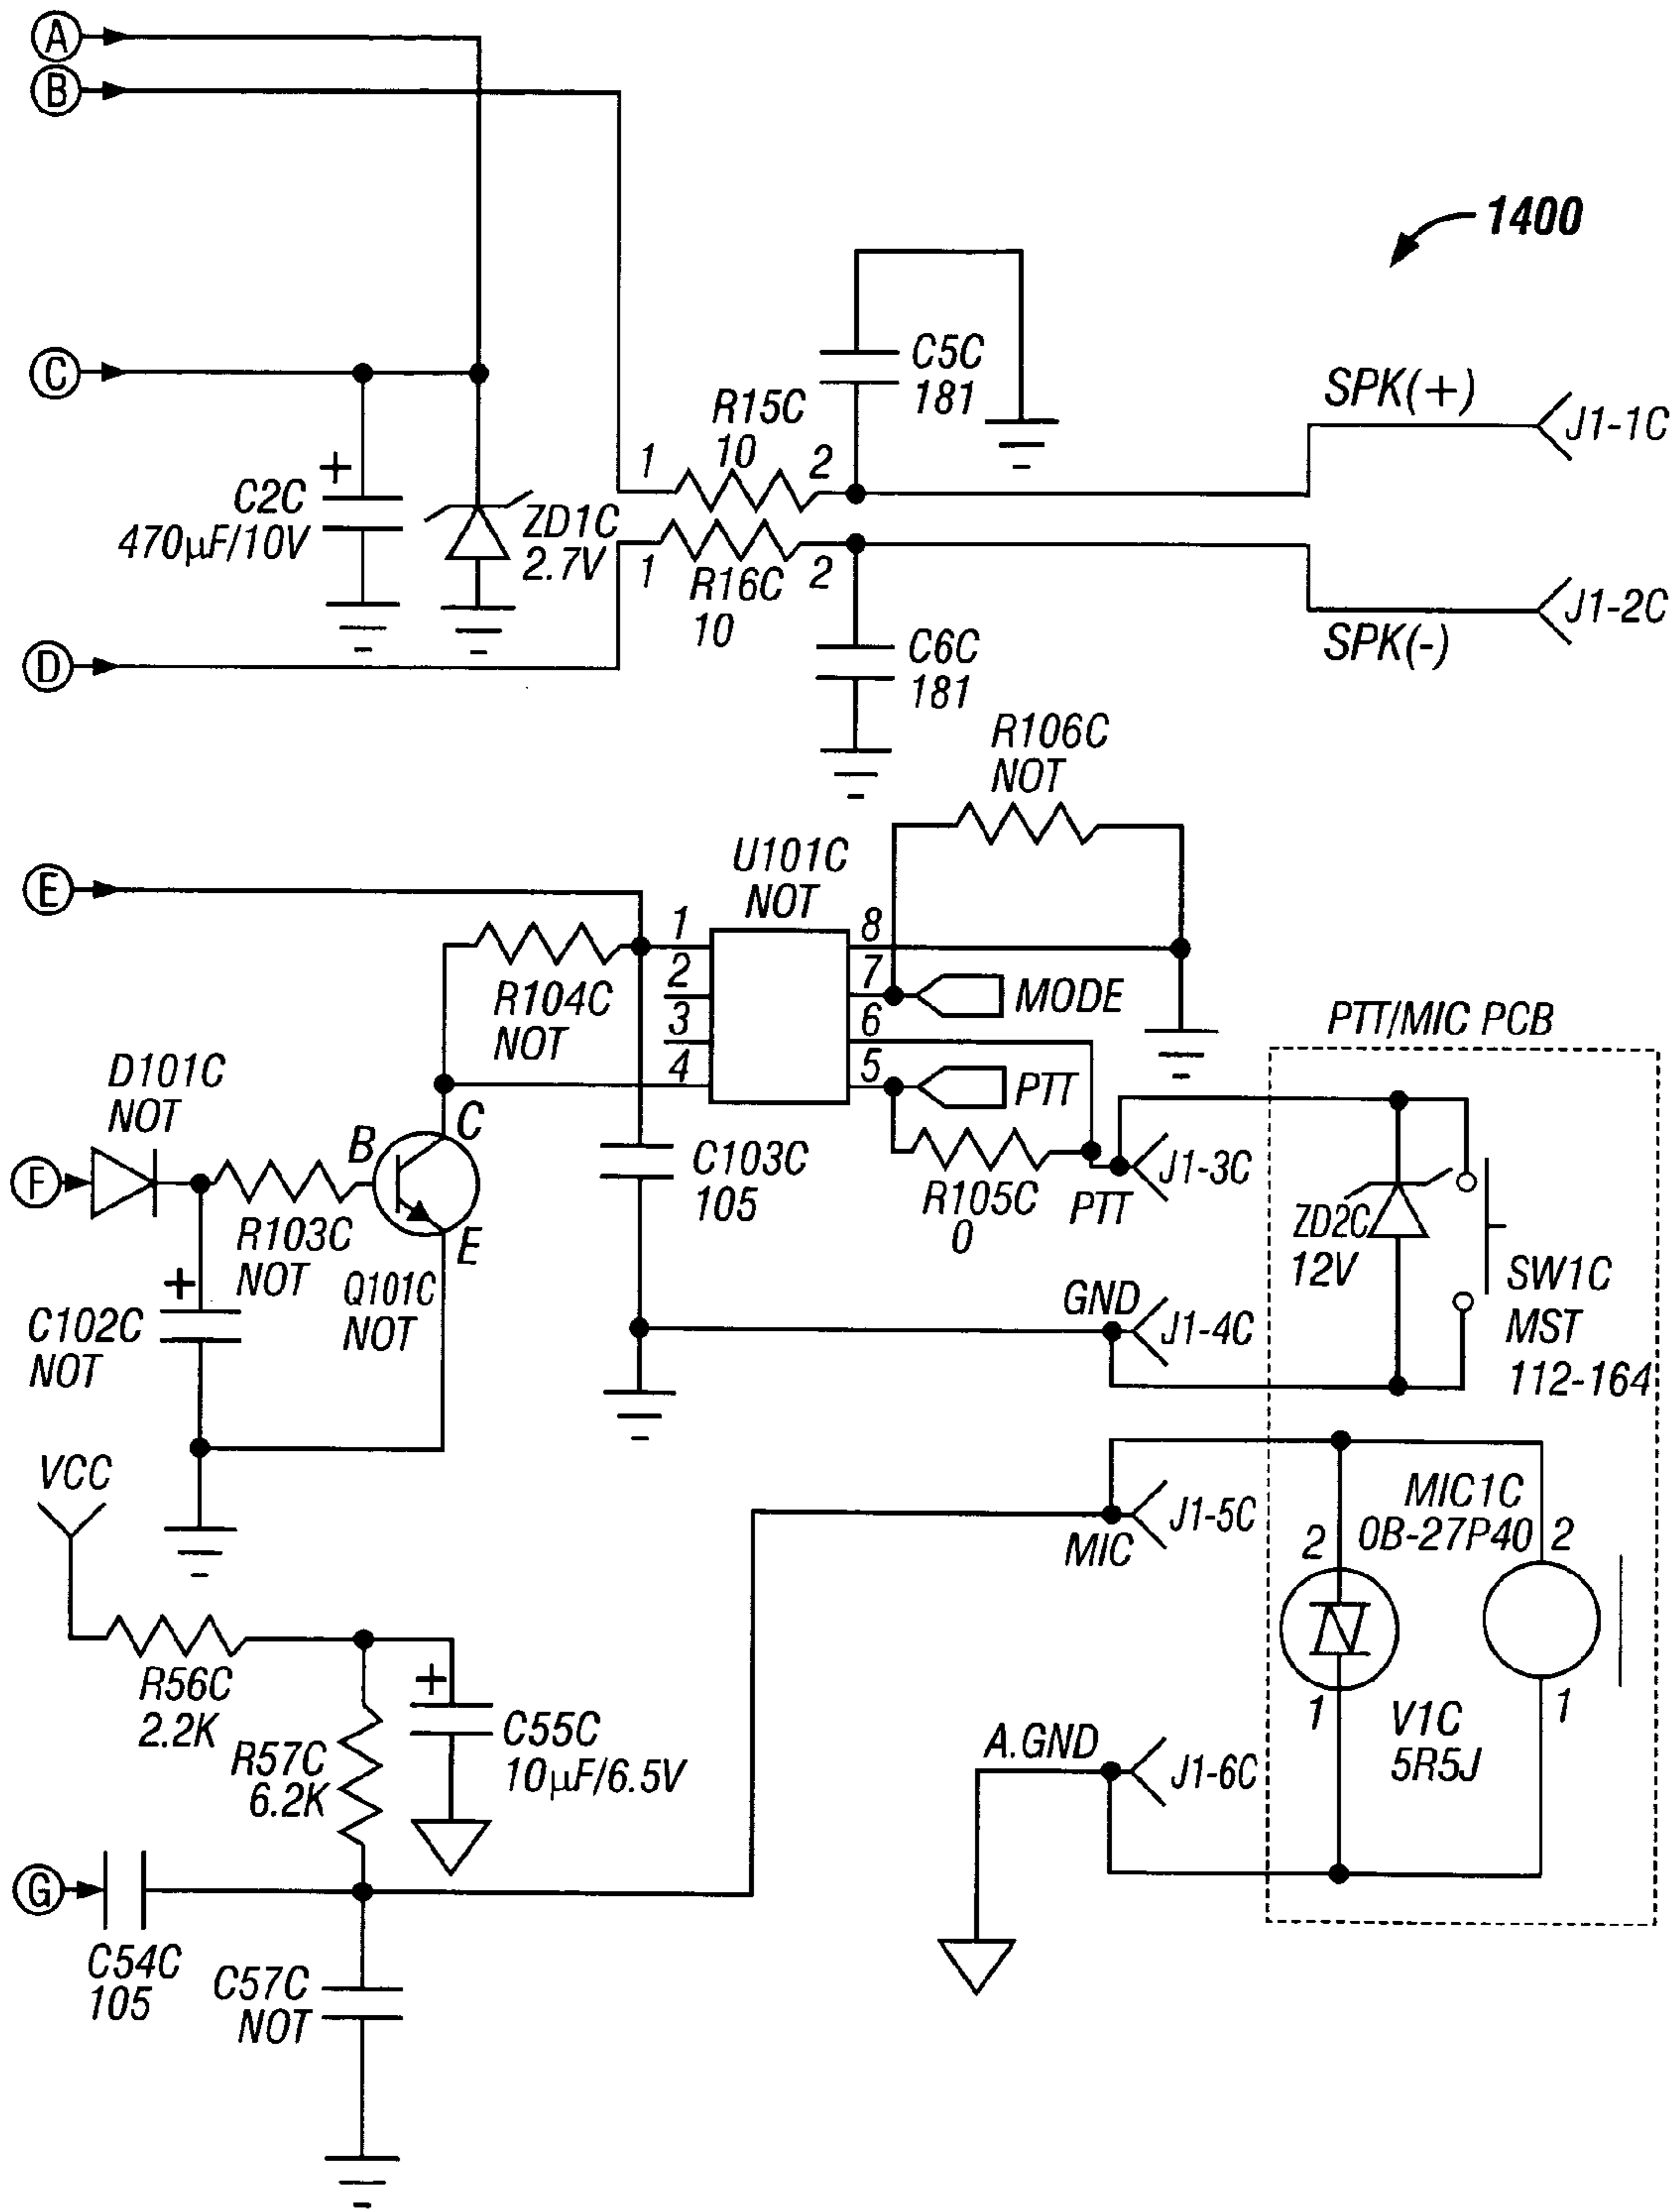 A
B
1400
C
C5C
181
SPK(+)
J1-1C
R15C
10
1
2
+
C2C
470µF/10V
ZD1C
2.7V
1
R16C
10
2
J1-2C
SPK(-)
D
C6C
181
R106C
NOT
E
U101C
NOT
1
2
3
4
8
7
6
5
MODE
PTT
R104C
NOT
PTT/MIC PCB
D101C
NOT
B
C
E
F
R103C
NOT
Q101C
NOT
C103C
105
R105C
0
PTT
J1-3C
ZD2C
12V
SW1C
MST
112-164
+
C102C
NOT
GND
J1-4C
VCC
MIC
J1-5C
MIC1C
0B-27P40
2
2
1
1
V1C
5R5J
R56C
2.2K
+
C55C
10µF/6.5V
R57C
6.2K
A.GND
J1-6C
G
C54C
105
C57C
NOT